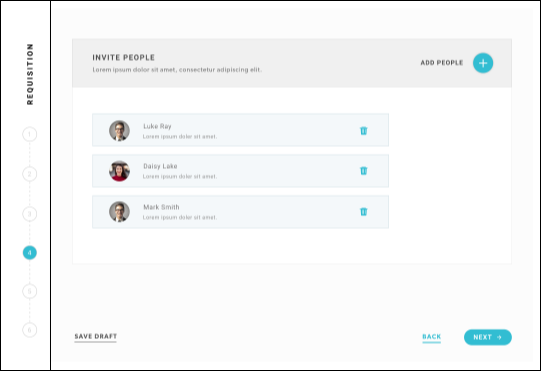 REQUISITION
1
2
3
4
5
6
INVITE PEOPLE
Lorem ipsum dolor sit amet, consectetur adipiscing elit.
ADD PEOPLE
Luke Ray
Lorem ipsum dolor sit amet.
Daisy Lake
Lorem ipsum dolor sit amet.
Mark Smith
Lorem ipsum dolor sit amet.
SAVE DRAFT
BACK
NEXT →